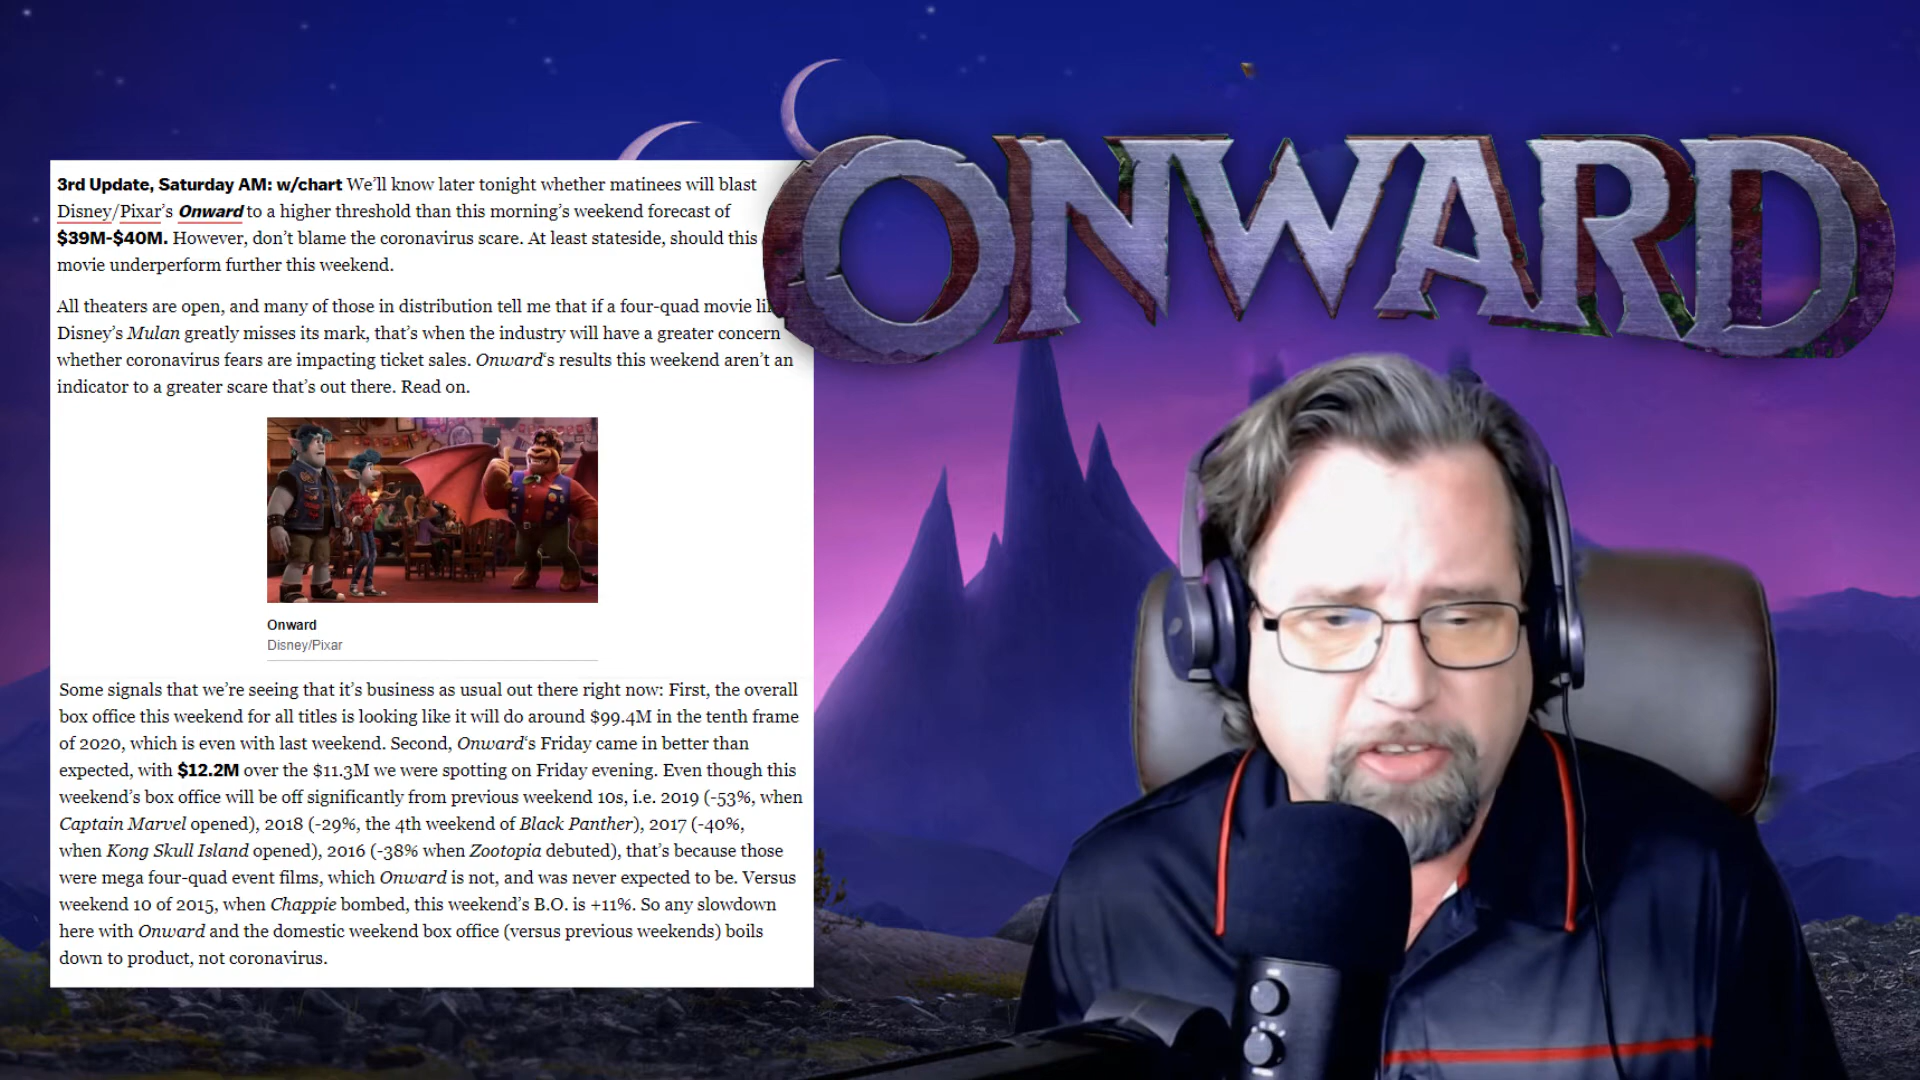 ONWARD
3rd Update, Saturday AM: w/chart We’ll know later tonight whether matinees will blast
Disney/Pixar’s Onward to a higher threshold than this morning’s weekend forecast of
$39M-$40M. However, don’t blame the coronavirus scare. At least stateside, should this
movie underperform further this weekend.
All theaters are open, and many of those in distribution tell me that if a four-quad movie
Disney’s Mulan greatly misses its mark, that’s when the industry will have a greater concern
whether coronavirus fears are impacting ticket sales. Onward‘s results this weekend aren’t an
indicator to a greater scare that’s out there. Read on.
Onward
Disney/Pixar
Some signals that we’re seeing that it’s business as usual out there right now: First, the overall
box office this weekend for all titles is looking like it will do around $99.4M in the tenth frame
of 2020, which is even with last weekend. Second, Onward‘s Friday came in better than
expected, with $12.2M over the $11.3M we were spotting on Friday evening. Even though this
weekend’s box office will be off significantly from previous weekend 10s, i.e. 2019 (-53%, when
Captain Marvel opened), 2018 (-29%, the 4th weekend of Black Panther), 2017 (-40%,
when Kong Skull Island opened), 2016 (-38% when Zootopia debuted), that’s because those
were mega four-quad event films, which Onward is not, and was never expected to be. Versus
weekend 10 of 2015, when Chappie bombed, this weekend’s B.O. is +11%. So any slowdown
here with Onward and the domestic weekend box office (versus previous weekends) boils
down to product, not coronavirus.